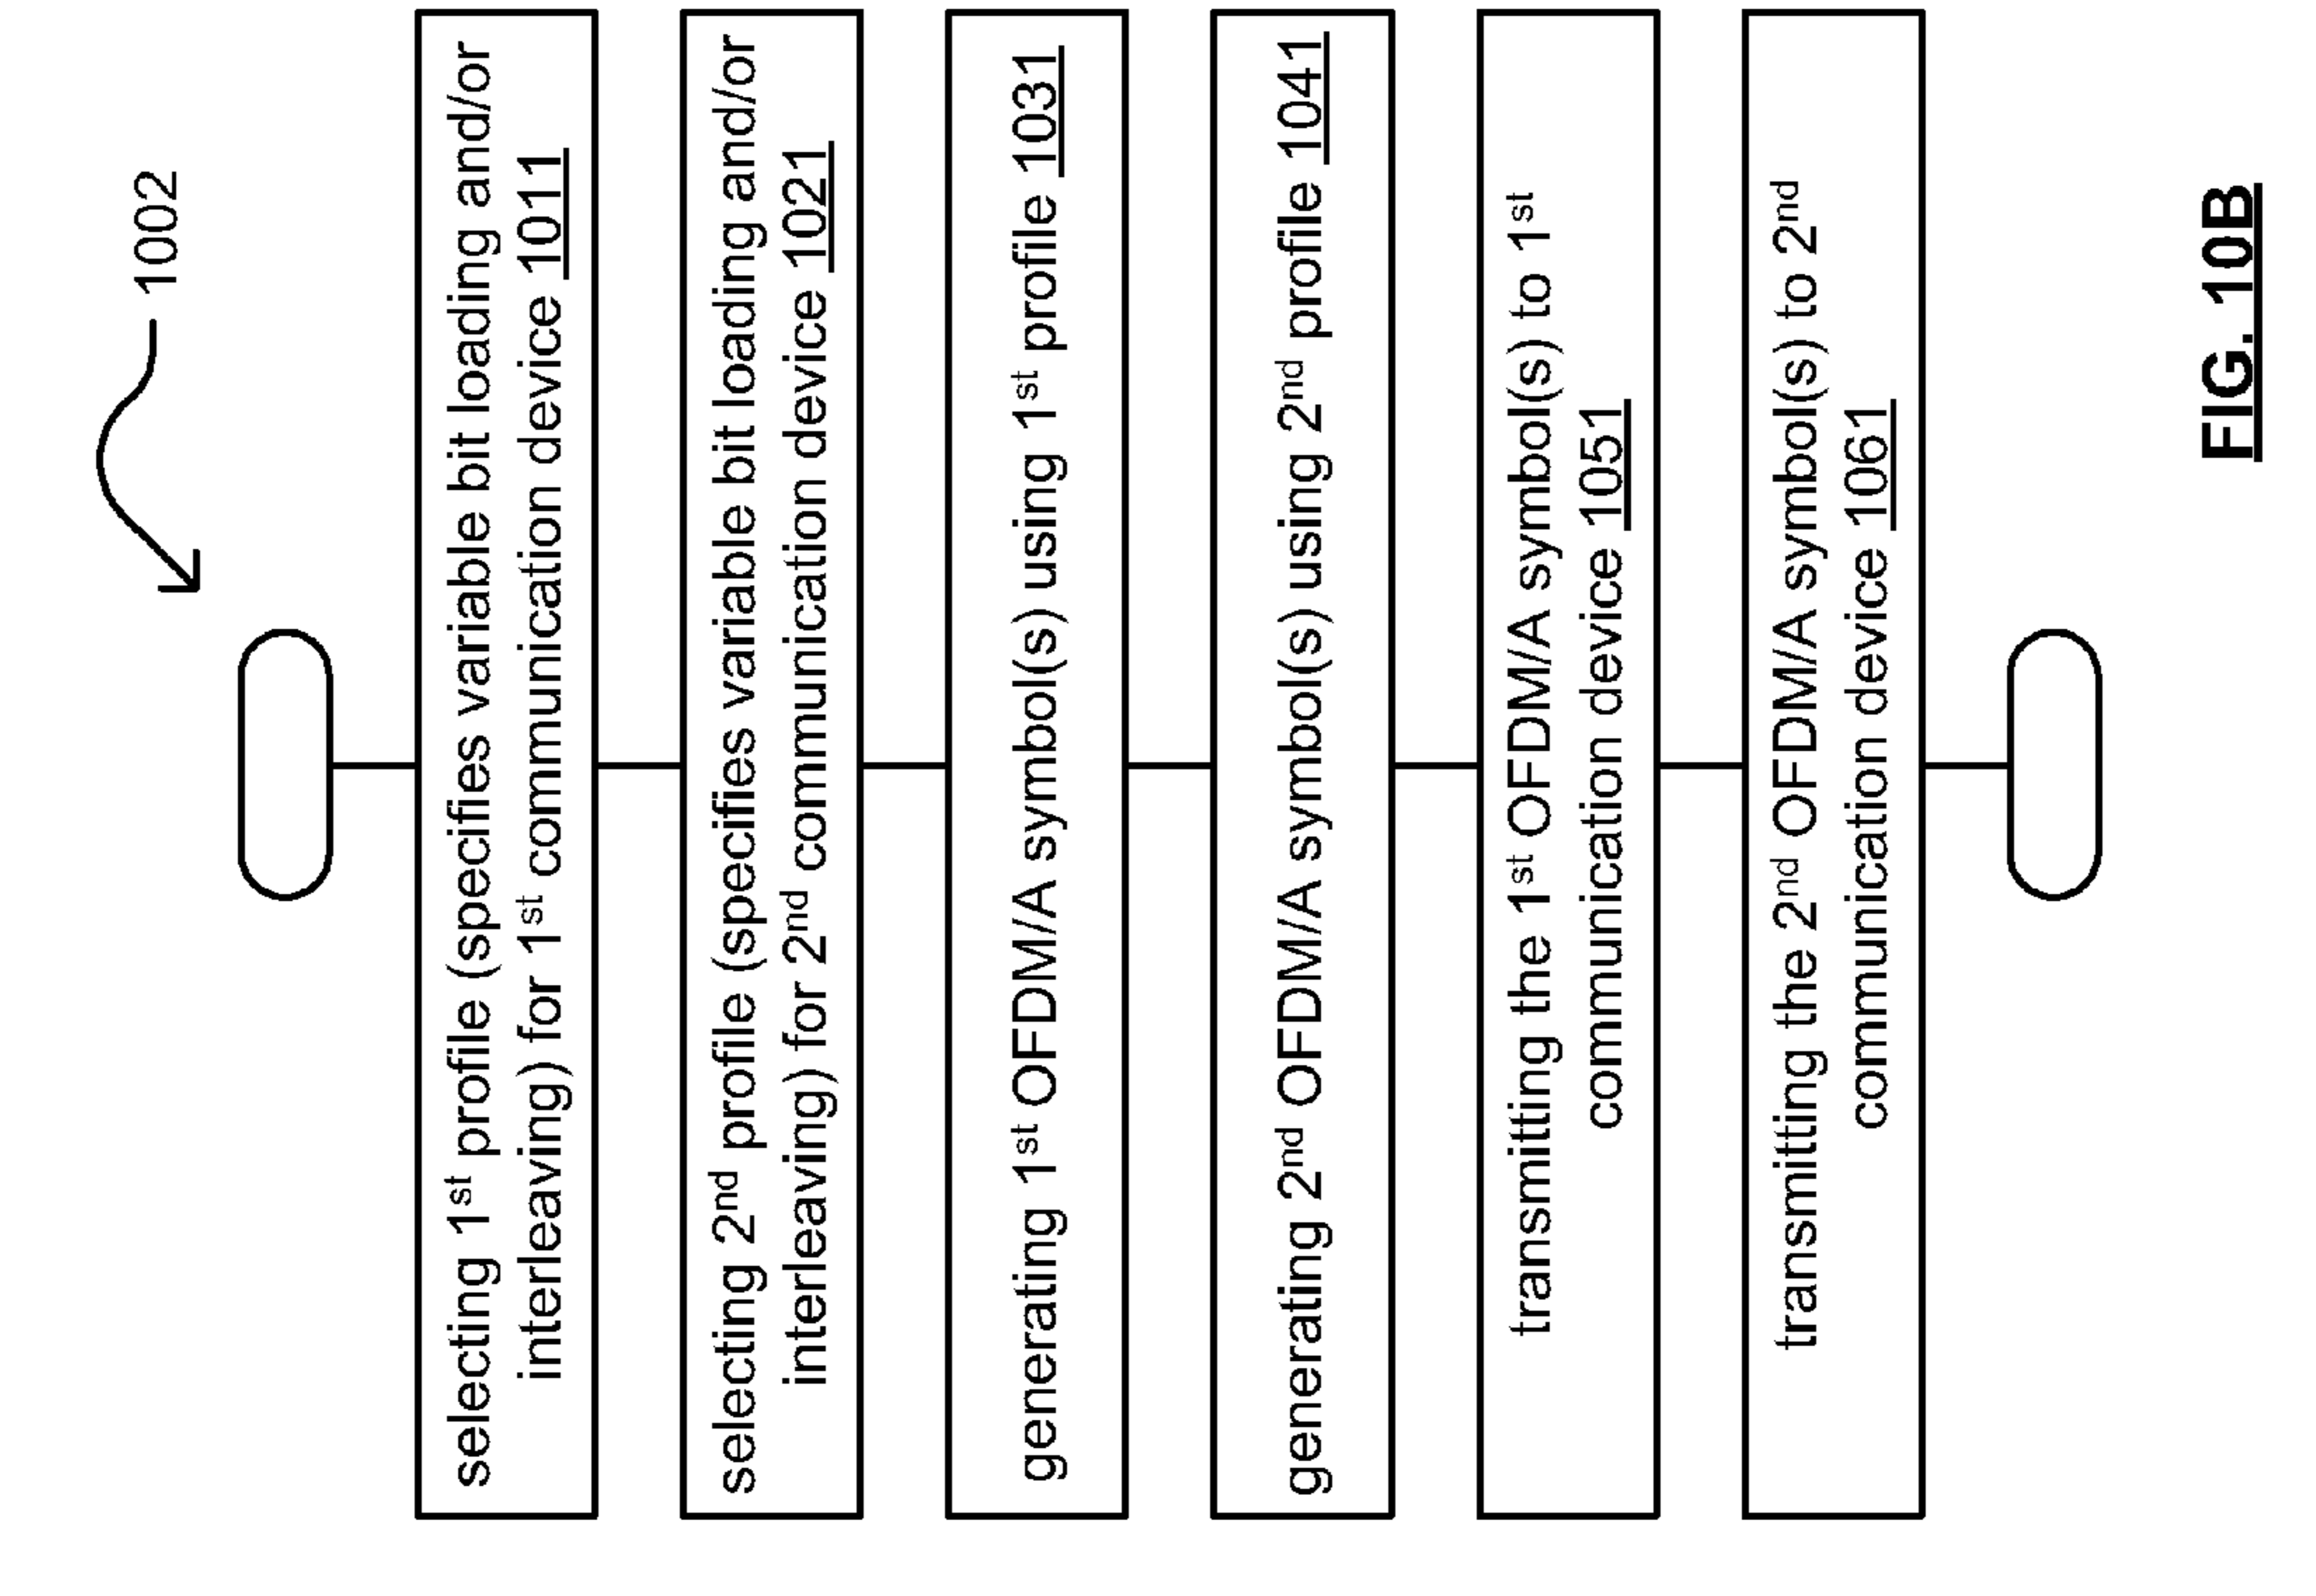 1002
selecting 1st profile (specifies variable bit loading and/or
interleaving) for 1st communication device 1011
selecting 2nd profile (specifies variable bit loading and/or
interleaving) for 2nd communication device 1021
generating 1st OFDM/A symbol(s) using 1st profile 1031
generating 2nd OFDM/A symbol(s) using 2nd profile 1041
transmitting the 1st OFDM/A symbol(s) to 1st
communication device 1051
transmitting the 2nd OFDM/A symbol(s) to 2nd
communication device 1061
FIG. 10B